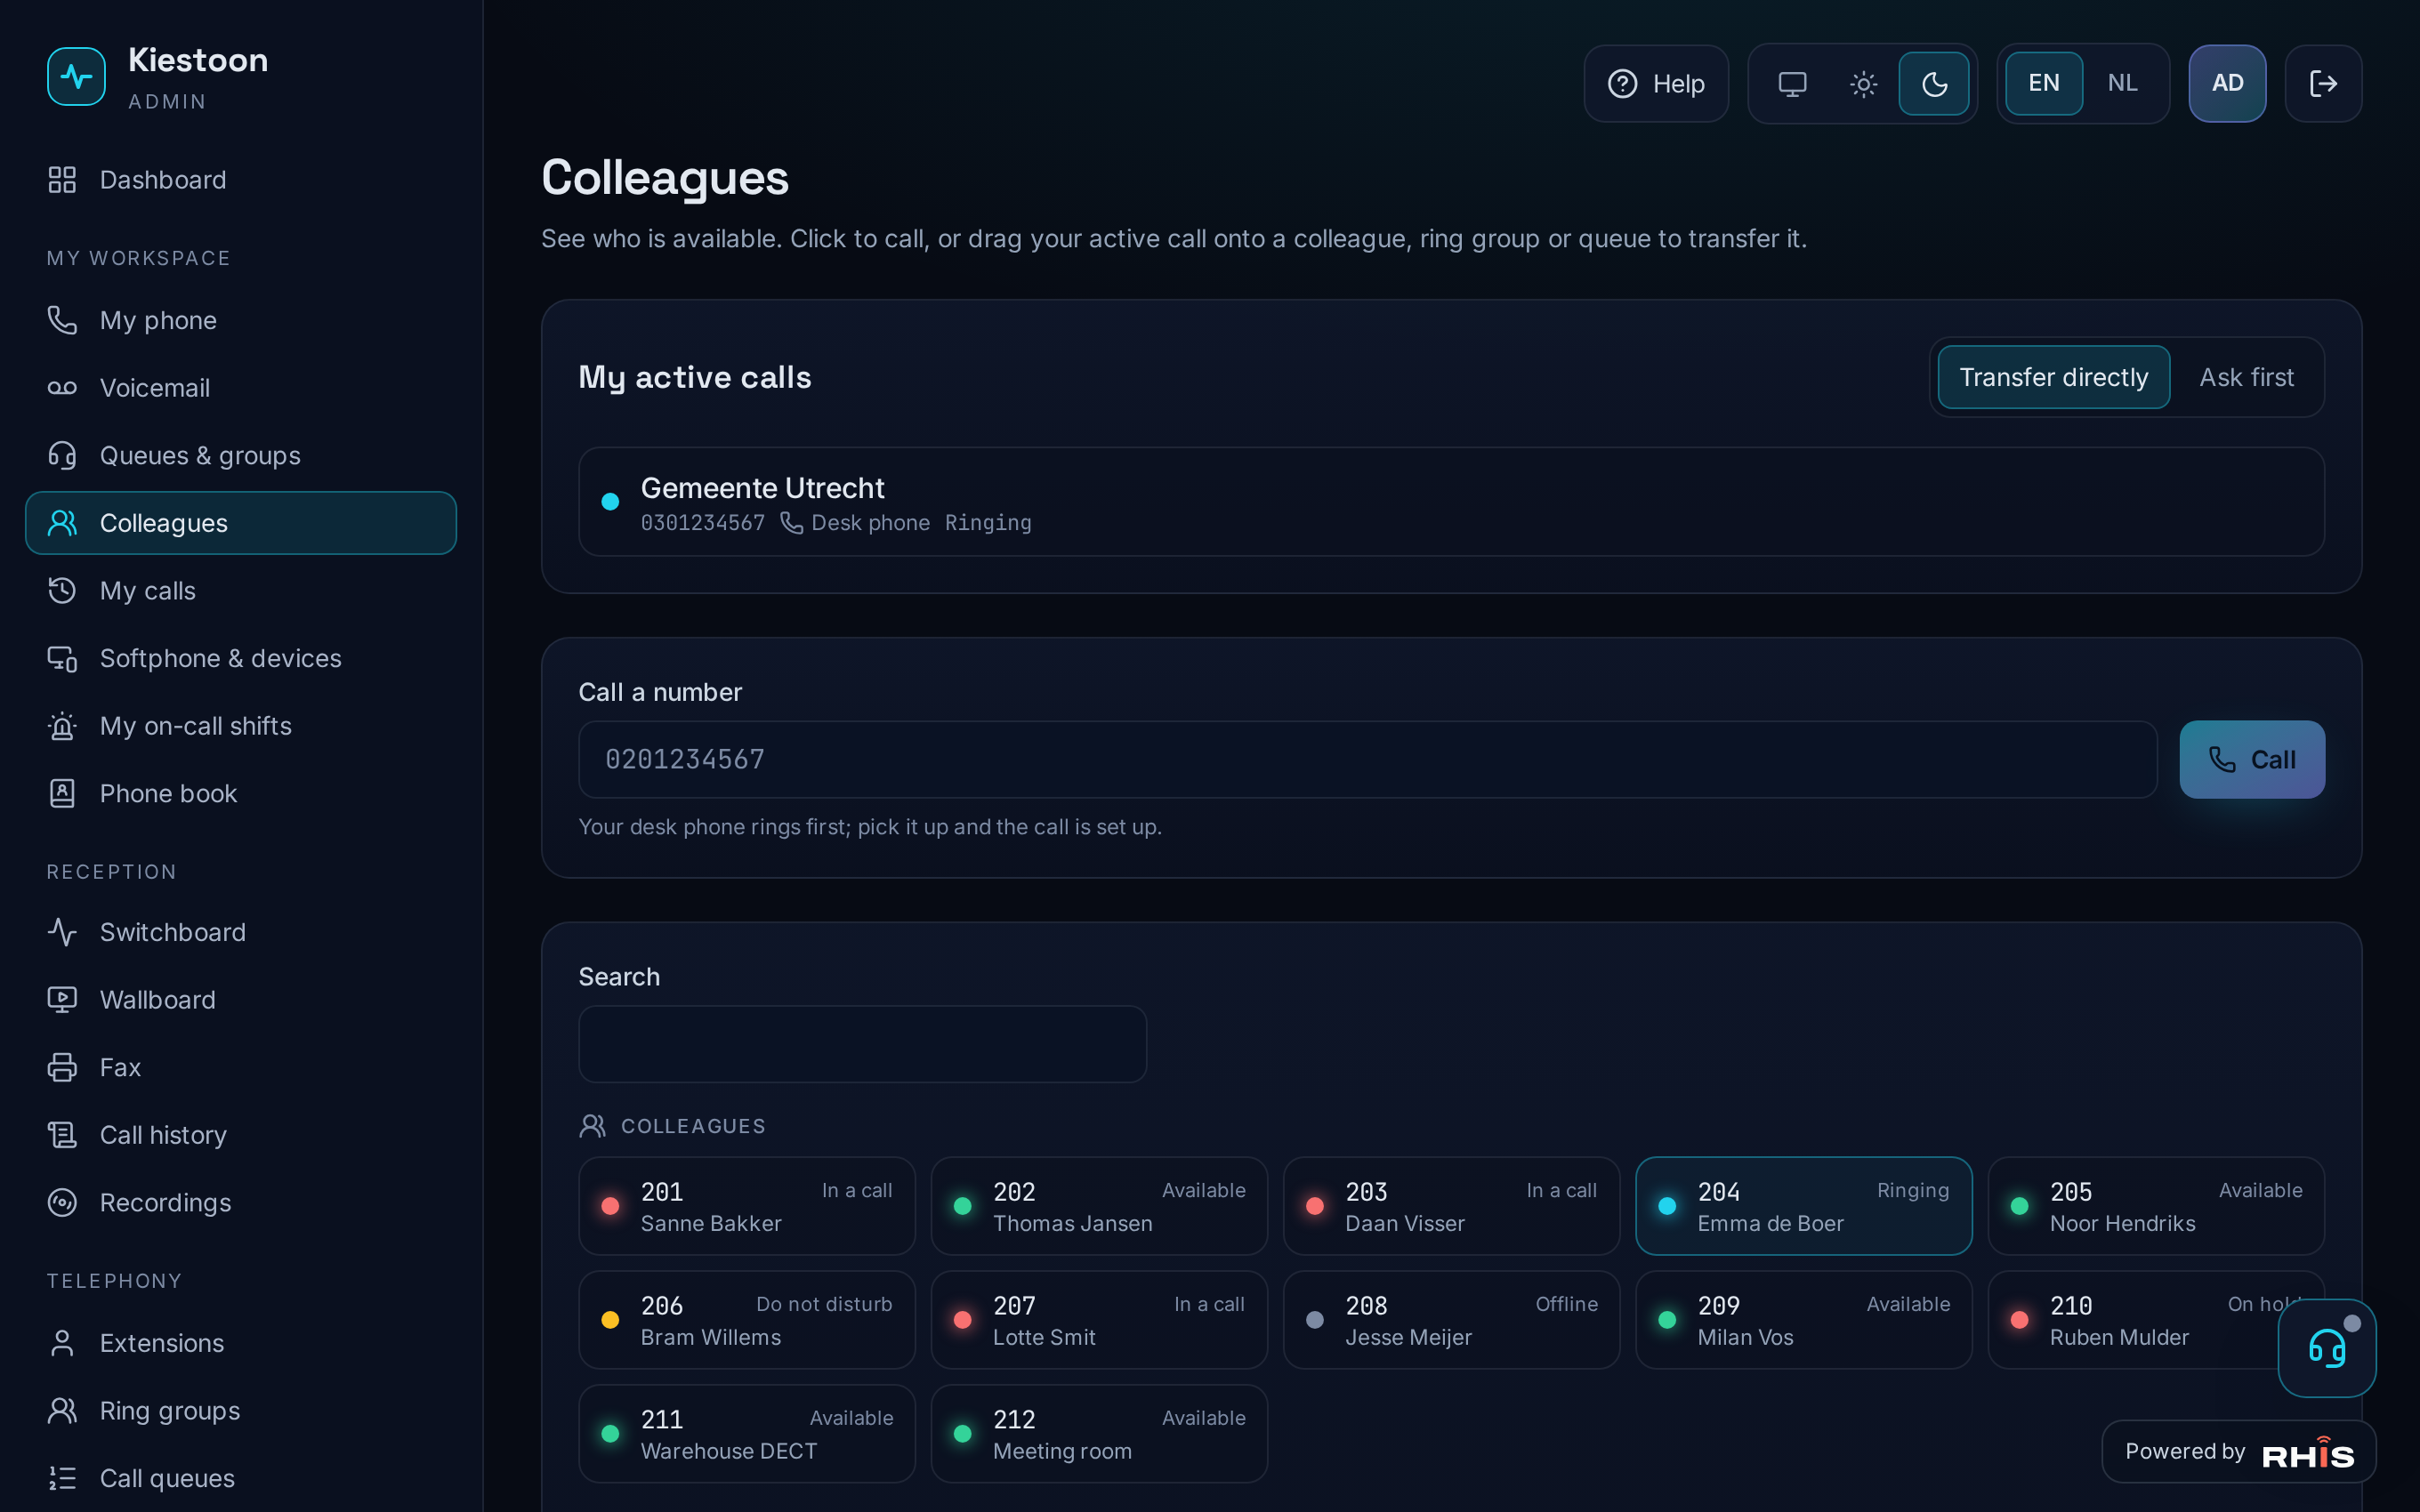 Kiestoon
ADMIN
Dashboard
MY WORKSPACE
My phone
Voicemail
Queues & groups
Colleagues
My calls
Softphone & devices
My on-call shifts
Phone book
RECEPTION
Switchboard
Wallboard
Fax
Call history
Recordings
TELEPHONY
Extensions
Ring groups
Call queues
Help
EN NL
AD
Colleagues
See who is available. Click to call, or drag your active call onto a colleague, ring group or queue to transfer it.
My active calls
Transfer directly Ask first
Gemeente Utrecht
0301234567 Desk phone Ringing
Call a number
0201234567
Call
Your desk phone rings first; pick it up and the call is set up.
Search
COLLEAGUES
201 In a call
Sanne Bakker
202 Available
Thomas Jansen
203 In a call
Daan Visser
204 Ringing
Emma de Boer
205 Available
Noor Hendriks
206 Do not disturb
Bram Willems
207 In a call
Lotte Smit
208 Offline
Jesse Meijer
209 Available
Milan Vos
210 On hold
Ruben Mulder
211 Available
Warehouse DECT
212 Available
Meeting room
Powered by RHIS